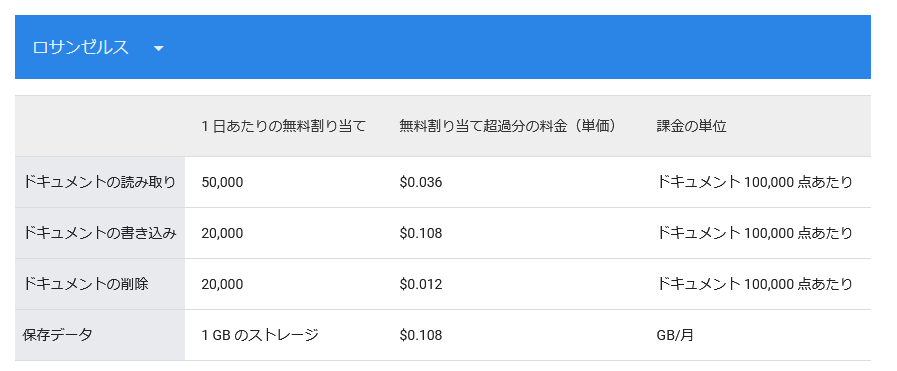 ロサンゼルス
1 日あたりの無料割り当て 無料割り当て超過分の料金（単価） 課金の単位
ドキュメントの読み取り 50,000 $0.036 ドキュメント 100,000 点あたり
ドキュメントの書き込み 20,000 $0.108 ドキュメント 100,000 点あたり
ドキュメントの削除 20,000 $0.012 ドキュメント 100,000 点あたり
保存データ 1 GB のストレージ $0.108 GB/月